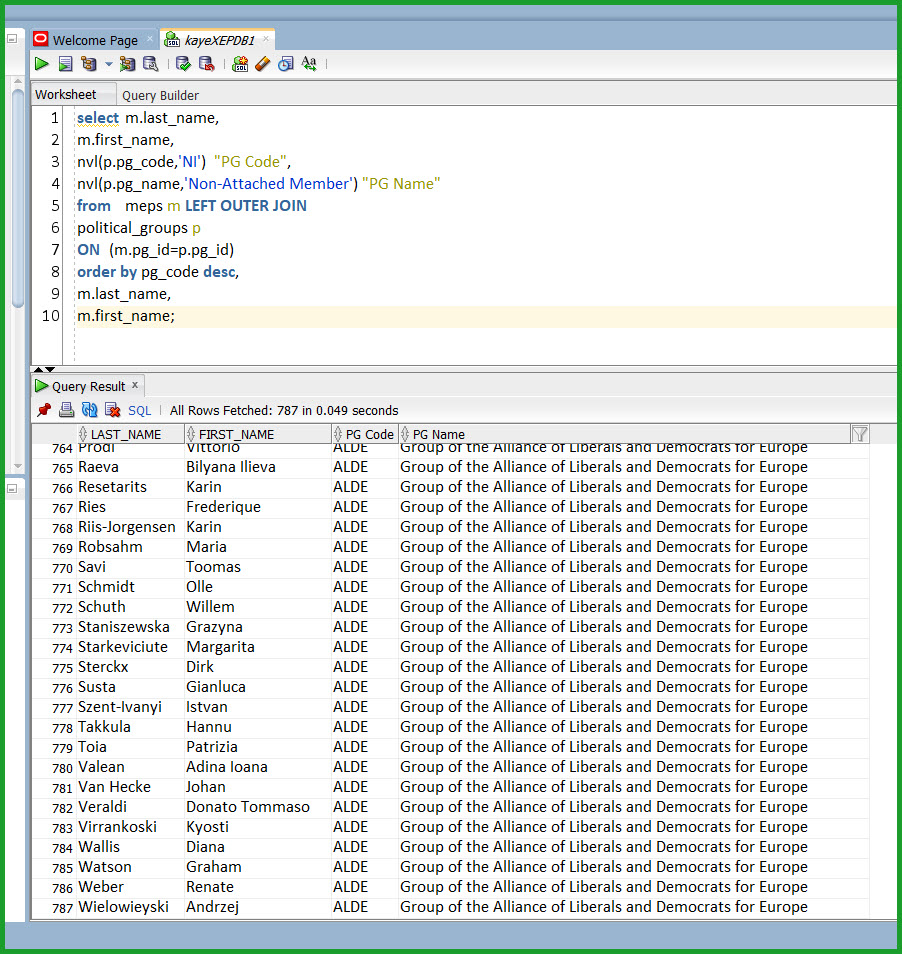 Welcome Page kayeXEPDB1
Worksheet Query Builder
1 select m.last_name,
2 m.first_name,
3 nvl(p.pg_code,'NI') "PG Code",
4 nvl(p.pg_name,'Non-Attached Member') "PG Name"
5 from meps m LEFT OUTER JOIN
6 political_groups p
7 ON (m.pg_id=p.pg_id)
8 order by pg_code desc,
9 m.last_name,
10 m.first_name;
Query Result
SQL | All Rows Fetched: 787 in 0.049 seconds
LAST_NAME FIRST_NAME PG Code PG Name
764 Prodi Vittorio ALDE Group of the Alliance of Liberals and Democrats for Europe
765 Raeva Bilyana Ilieva ALDE Group of the Alliance of Liberals and Democrats for Europe
766 Resetarits Karin ALDE Group of the Alliance of Liberals and Democrats for Europe
767 Ries Frederique ALDE Group of the Alliance of Liberals and Democrats for Europe
768 Riis-Jorgensen Karin ALDE Group of the Alliance of Liberals and Democrats for Europe
769 Robsahm Maria ALDE Group of the Alliance of Liberals and Democrats for Europe
770 Savi Toomas ALDE Group of the Alliance of Liberals and Democrats for Europe
771 Schmidt Olle ALDE Group of the Alliance of Liberals and Democrats for Europe
772 Schuth Willem ALDE Group of the Alliance of Liberals and Democrats for Europe
773 Staniszewska Grazyna ALDE Group of the Alliance of Liberals and Democrats for Europe
774 Starkeviciute Margarita ALDE Group of the Alliance of Liberals and Democrats for Europe
775 Sterckx Dirk ALDE Group of the Alliance of Liberals and Democrats for Europe
776 Susta Gianluca ALDE Group of the Alliance of Liberals and Democrats for Europe
777 Szent-Ivanyi Istvan ALDE Group of the Alliance of Liberals and Democrats for Europe
778 Takkula Hannu ALDE Group of the Alliance of Liberals and Democrats for Europe
779 Toia Patrizia ALDE Group of the Alliance of Liberals and Democrats for Europe
780 Valean Adina Ioana ALDE Group of the Alliance of Liberals and Democrats for Europe
781 Van Hecke Johan ALDE Group of the Alliance of Liberals and Democrats for Europe
782 Veraldi Donato Tommaso ALDE Group of the Alliance of Liberals and Democrats for Europe
783 Virrankoski Kyosti ALDE Group of the Alliance of Liberals and Democrats for Europe
784 Wallis Diana ALDE Group of the Alliance of Liberals and Democrats for Europe
785 Watson Graham ALDE Group of the Alliance of Liberals and Democrats for Europe
786 Weber Renate ALDE Group of the Alliance of Liberals and Democrats for Europe
787 Wielowieyski Andrzej ALDE Group of the Alliance of Liberals and Democrats for Europe